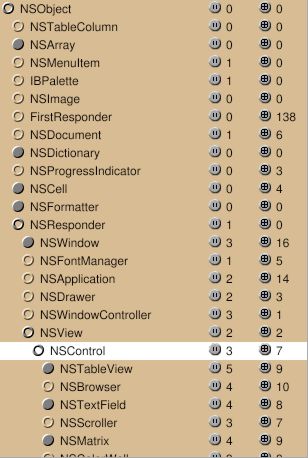 NSObject 0 0
NSTableColumn 0 0
NSArray 0 0
NSMenuItem 1 0
IBPalette 1 0
NSImage 0 0
FirstResponder 0 138
NSDocument 1 6
NSDictionary 0 0
NSProgressIndicator 0 3
NSCell 0 4
NSFormatter 0 0
NSResponder 1 0
NSWindow 3 16
NSFontManager 1 5
NSApplication 2 14
NSDrawer 2 3
NSWindowController 3 1
NSView 2 2
NSControl 3 7
NSTableView 5 9
NSBrowser 4 10
NSTextField 4 8
NSScroller 3 7
NSMatrix 4 9